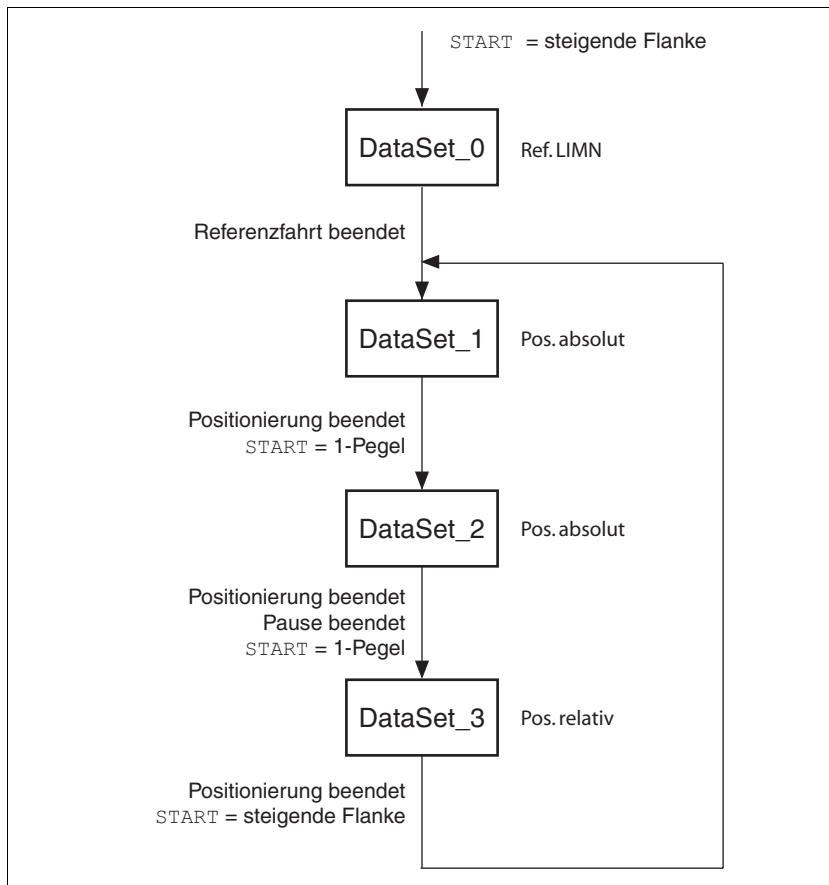 START = steigende Flanke
DataSet_0
Ref. LIMN
Referenzfahrt beendet
DataSet_1
Pos. absolut
Positionierung beendet
START = 1-Pegel
DataSet_2
Pos. absolut
Positionierung beendet
Pause beendet
START = 1-Pegel
DataSet_3
Pos. relativ
Positionierung beendet
START = steigende Flanke